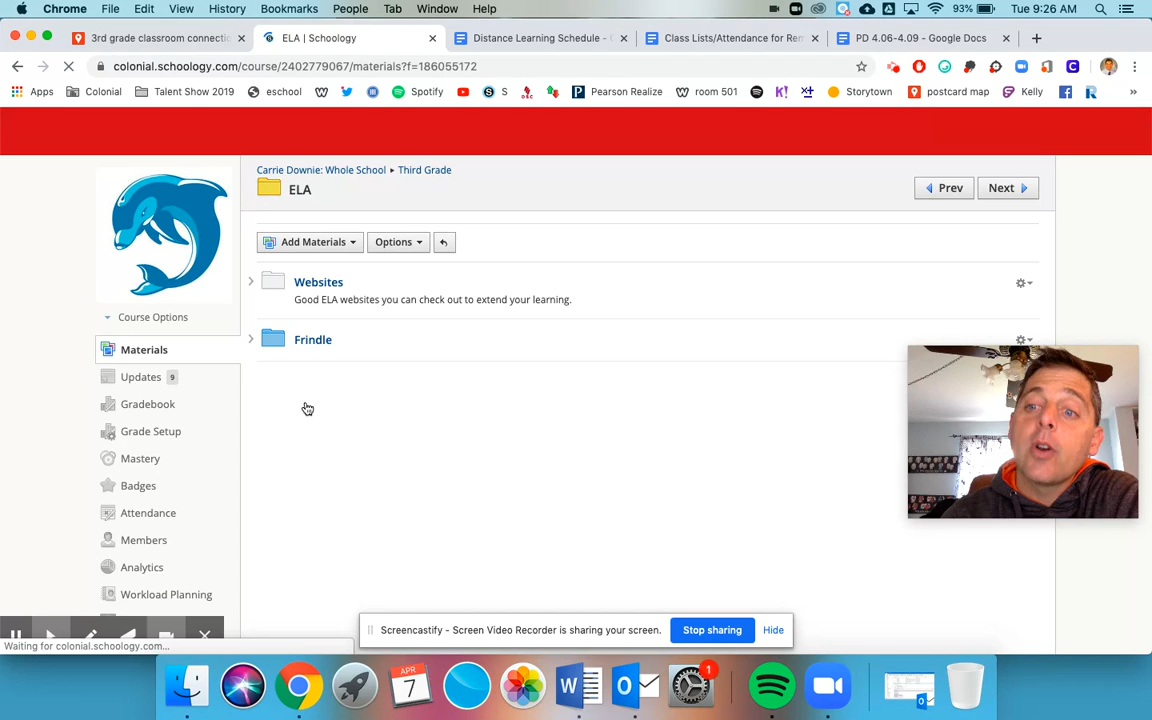 Chrome File Edit View History Bookmarks People Tab Window Help 93% Tue 9:26 AM
3rd grade classroom connectic × ELA | Schoology × Distance Learning Schedule - × Class Lists/Attendance for Rem × PD 4.06-4.09 - Google Docs × +
colonial.schoology.com/course/2402779067/materials?f=186055172
Apps Colonial Talent Show 2019 eschool Spotify S Pearson Realize room 501 K! Storytown postcard map Kelly »
Carrie Downie: Whole School ▸ Third Grade
ELA
Prev Next
Add Materials Options
Websites
Good ELA websites you can check out to extend your learning.
Frindle
Course Options
Materials
Updates 9
Gradebook
Grade Setup
Mastery
Badges
Attendance
Members
Analytics
Workload Planning
Screencastify - Screen Video Recorder is sharing your screen. Stop sharing Hide
Waiting for colonial.schoology.com...
APR
7
W
O
1